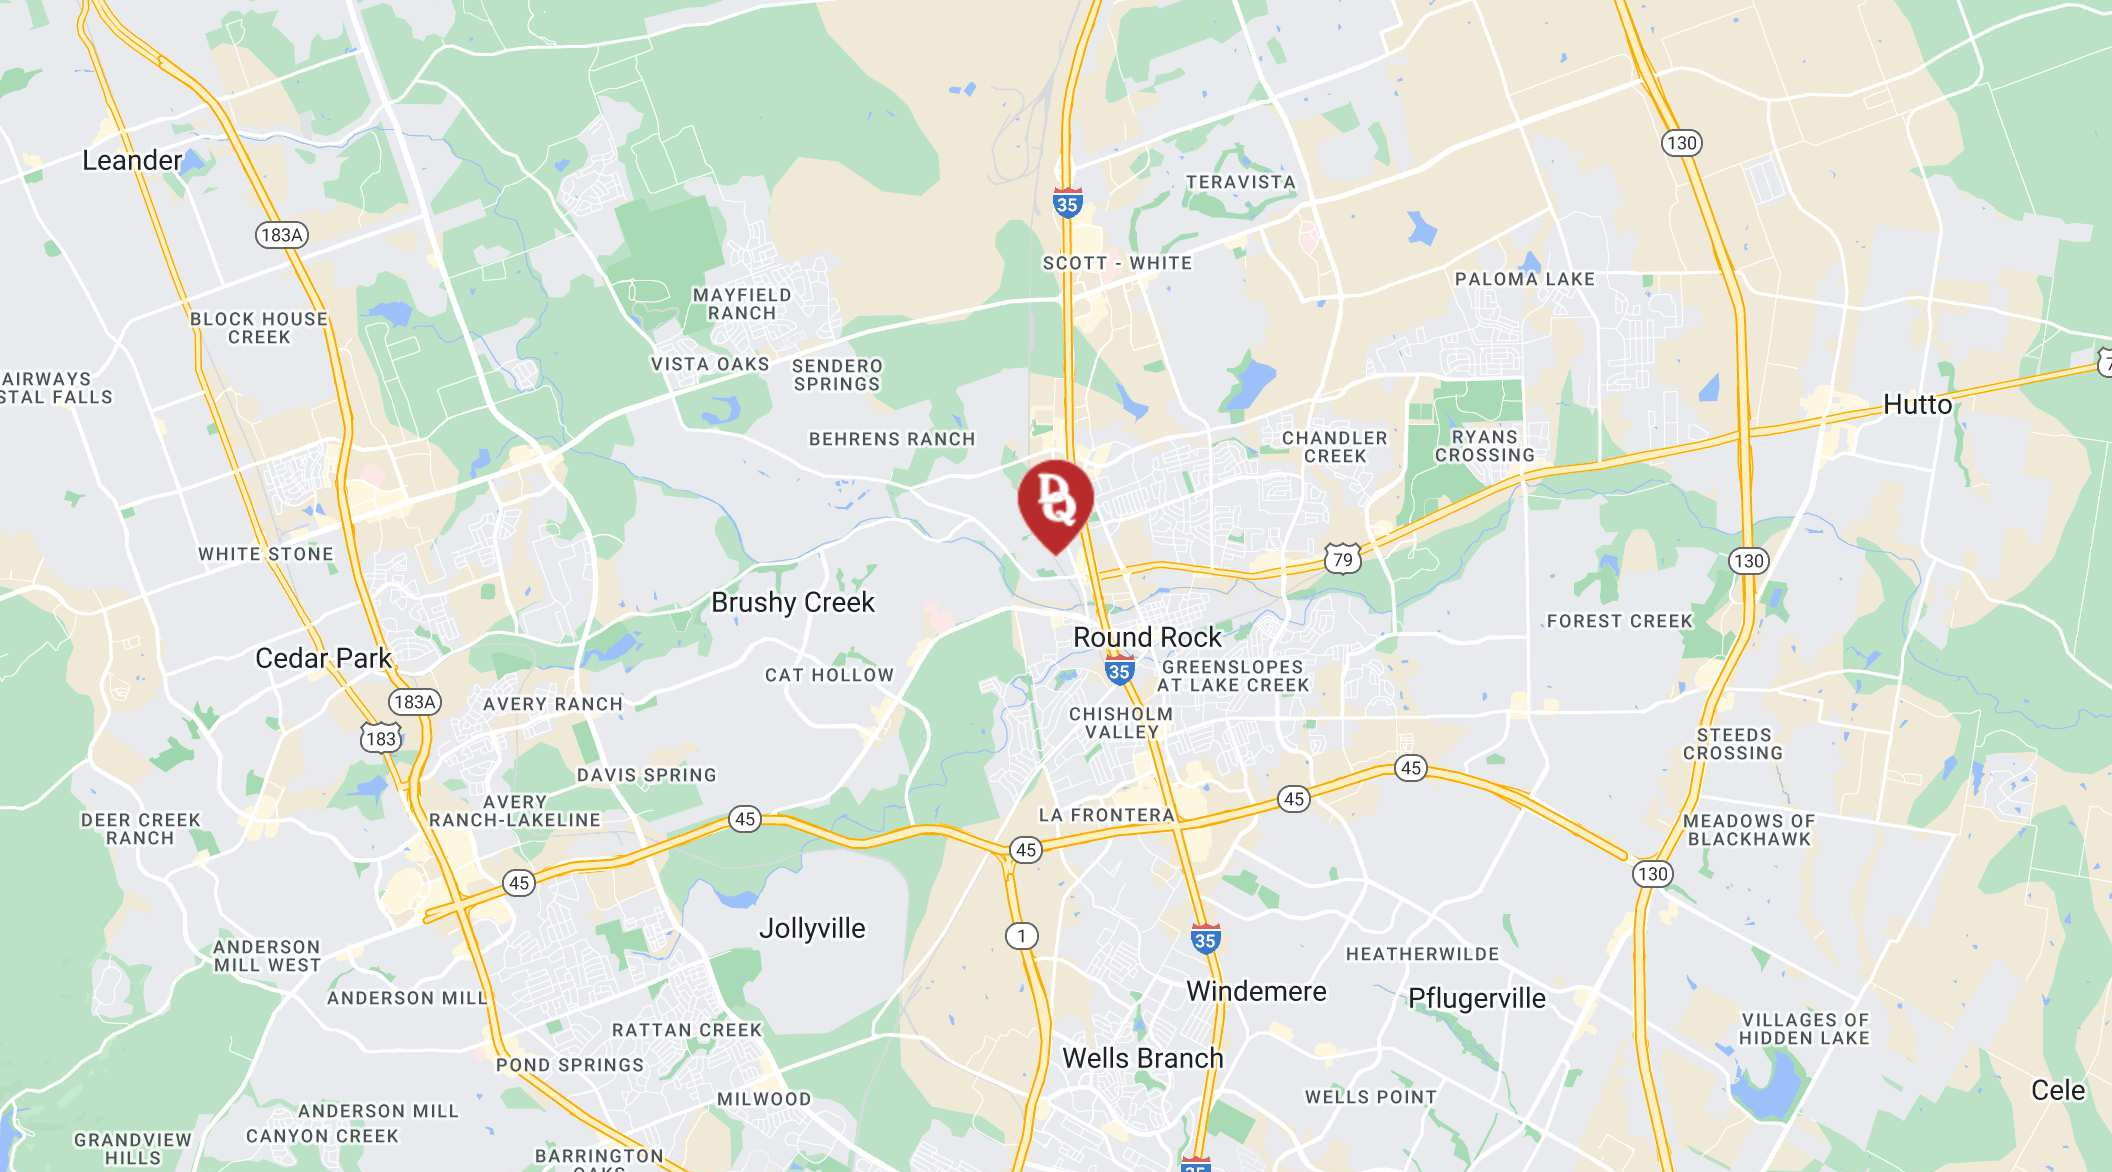 130
Leander
TERAVISTA
35
183A
SCOTT - WHITE
PALOMA LAKE
MAYFIELD
RANCH
BLOCK HOUSE
CREEK
VISTA OAKS
SENDERO
SPRINGS
AIRWAYS
STAL FALLS
7
Hutto
BEHRENS RANCH
CHANDLER
CREEK
RYANS
CROSSING
DQ
WHITE STONE
79
130
Brushy Creek
FOREST CREEK
Round Rock
Cedar Park
35
GREENSLOPES
AT LAKE CREEK
CAT HOLLOW
183A
AVERY RANCH
CHISHOLM
VALLEY
183
STEEDS
CROSSING
DAVIS SPRING
45
45
AVERY
RANCH-LAKELINE
45
LA FRONTERA
DEER CREEK
RANCH
MEADOWS OF
BLACKHAWK
45
45
130
Jollyville
1
35
ANDERSON
MILL WEST
HEATHERWILDE
Windemere
Pflugerville
ANDERSON MILL
RATTAN CREEK
VILLAGES OF
HIDDEN LAKE
Wells Branch
POND SPRINGS
Cele
MILWOOD
WELLS POINT
ANDERSON MILL
CANYON CREEK
GRANDVIEW
HILLS
BARRINGTON
OAKS
35